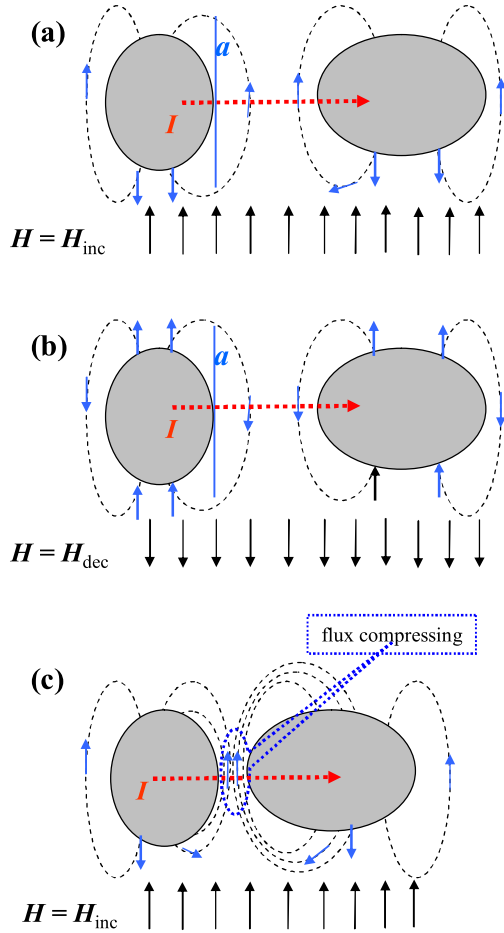 (a)
a
I
H = Hinc
(b)
a
I
H = Hdec
flux compressing
(c)
I
H = Hinc